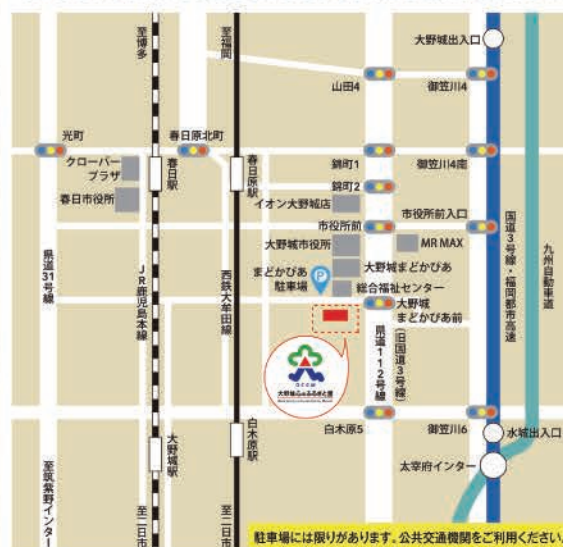 至博多
至福岡
大野城出入口
山田4
御笠川4
光町
春日原北町
クローバー
プラザ
春日市役所
春日駅
春日原駅
錦町1
御笠川4南
錦町2
イオン大野城店
市役所前
市役所前入口
大野城市役所
MR MAX
まどかぴあ
駐車場
P
大野城まどかぴあ
総合福祉センター
大野城
まどかぴあ前
県道31号線
JR鹿児島本線
西鉄大牟田線
県道112号線
(旧国道3号)
国道3号線・福岡都市高速
九州自動車道
白木原5
御笠川6
水城出入口
太宰府インター
大野城駅
白木原駅
至筑紫野インター
至二日市
至二日市
駐車場には限りがあります。公共交通機関をご利用ください。